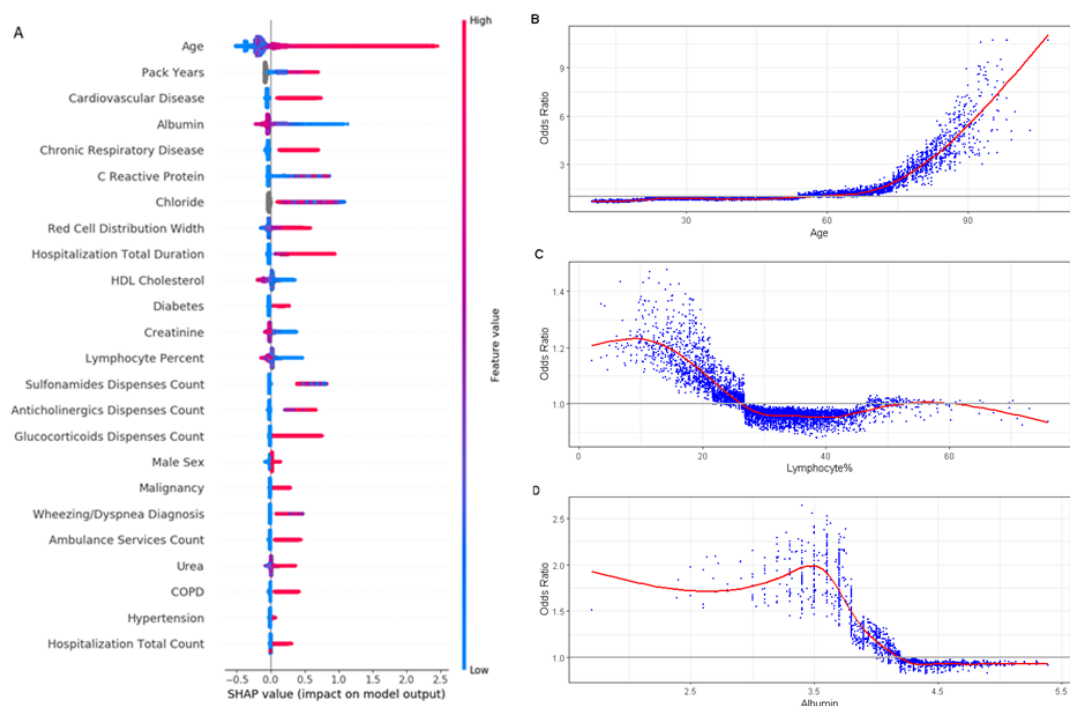 A
High
Age
Pack Years
Cardiovascular Disease
Albumin
Chronic Respiratory Disease
C Reactive Protein
Chloride
Red Cell Distribution Width
Hospitalization Total Duration
HDL Cholesterol
Diabetes
Creatinine
Lymphocyte Percent
Sulfonamides Dispenses Count
Anticholinergics Dispenses Count
Glucocorticoids Dispenses Count
Male Sex
Malignancy
Wheezing/Dyspnea Diagnosis
Ambulance Services Count
Urea
COPD
Hypertension
Hospitalization Total Count
Feature value
Low
−0.5 0.0 0.5 1.0 1.5 2.0 2.5
SHAP value (impact on model output)
B
Odds Ratio
9
6
3
30 60 90
Age
C
Odds Ratio
1.4
1.2
1.0
0 20 40 60
Lymphocyte%
D
Odds Ratio
2.5
2.0
1.5
1.0
2.5 3.5 4.5 5.5
Albumin